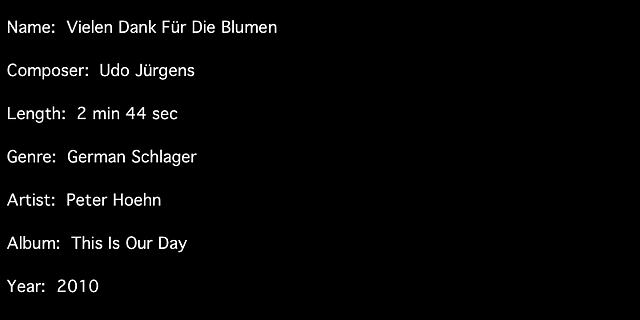 Name: Vielen Dank Für Die Blumen
Composer: Udo Jürgens
Length: 2 min 44 sec
Genre: German Schlager
Artist: Peter Hoehn
Album: This Is Our Day
Year: 2010